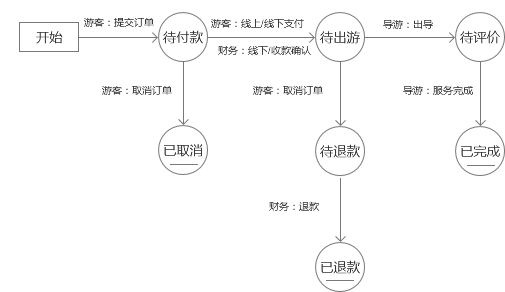 游客：提交订单
游客：线上/线下支付
导游：出导
开始
待付款
待出游
待评价
财务：线下/收款确认
游客：取消订单
游客：取消订单
导游：服务完成
已取消
待退款
已完成
财务：退款
已退款